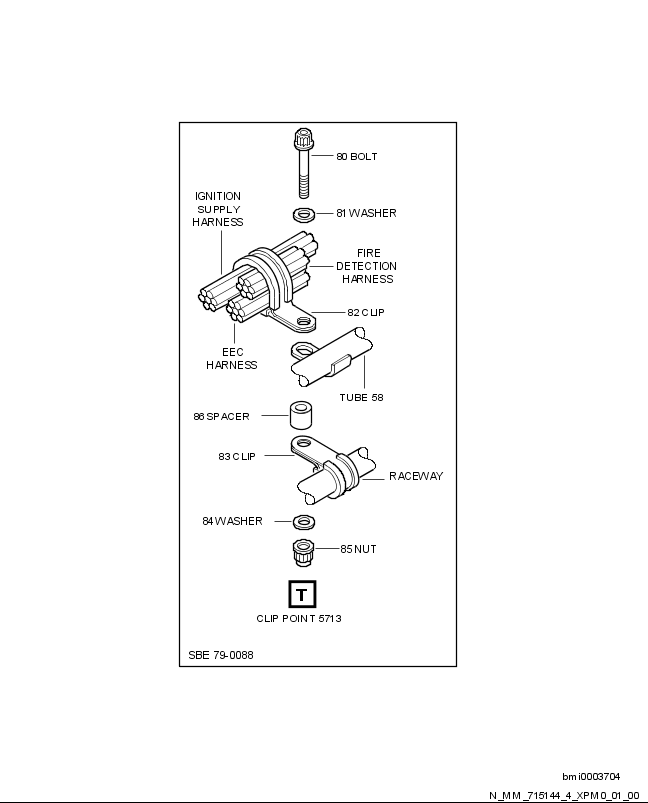 80 BOLT
IGNITION
SUPPLY
HARNESS
81 WASHER
FIRE
DETECTION
HARNESS
82 CLIP
EEC
HARNESS
TUBE 58
86 SPACER
83 CLIP
RACEWAY
84 WASHER
85 NUT
T
CLIP POINT 5713
SBE 79-0088
bmi0003704
N_MM_715144_4_XPM0_01_00